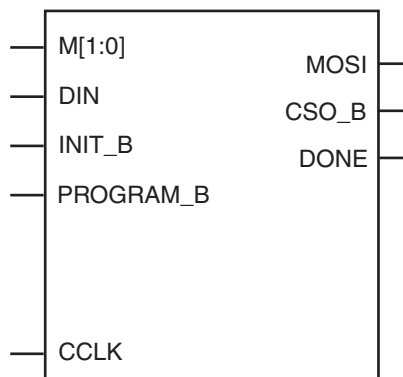 M[1:0]
DIN
INIT_B
PROGRAM_B
CCLK
MOSI
CSO_B
DONE